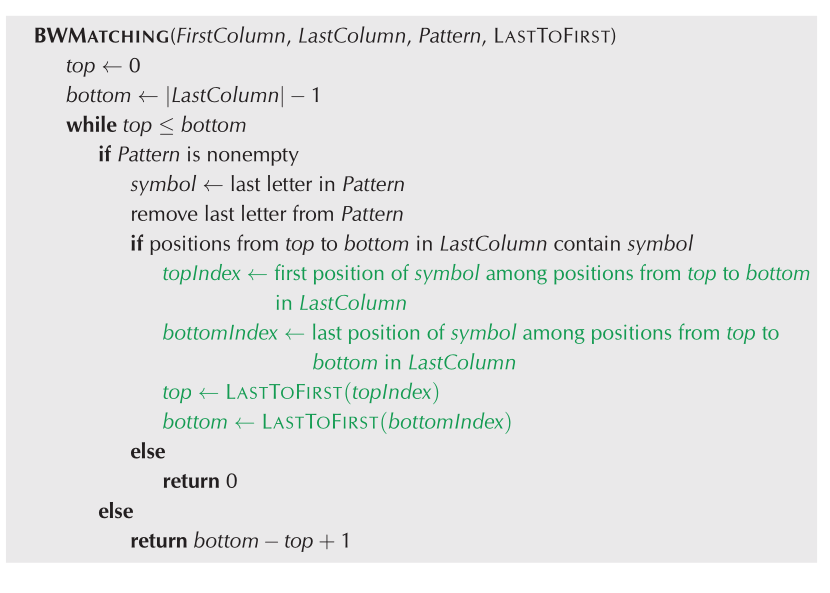 BWMATCHING(FirstColumn, LastColumn, Pattern, LASTTOFIRST)
top ← 0
bottom ← |LastColumn| − 1
while top ≤ bottom
if Pattern is nonempty
symbol ← last letter in Pattern
remove last letter from Pattern
if positions from top to bottom in LastColumn contain symbol
topIndex ← first position of symbol among positions from top to bottom
in LastColumn
bottomIndex ← last position of symbol among positions from top to
bottom in LastColumn
top ← LASTTOFIRST(topIndex)
bottom ← LASTTOFIRST(bottomIndex)
else
return 0
else
return bottom − top + 1